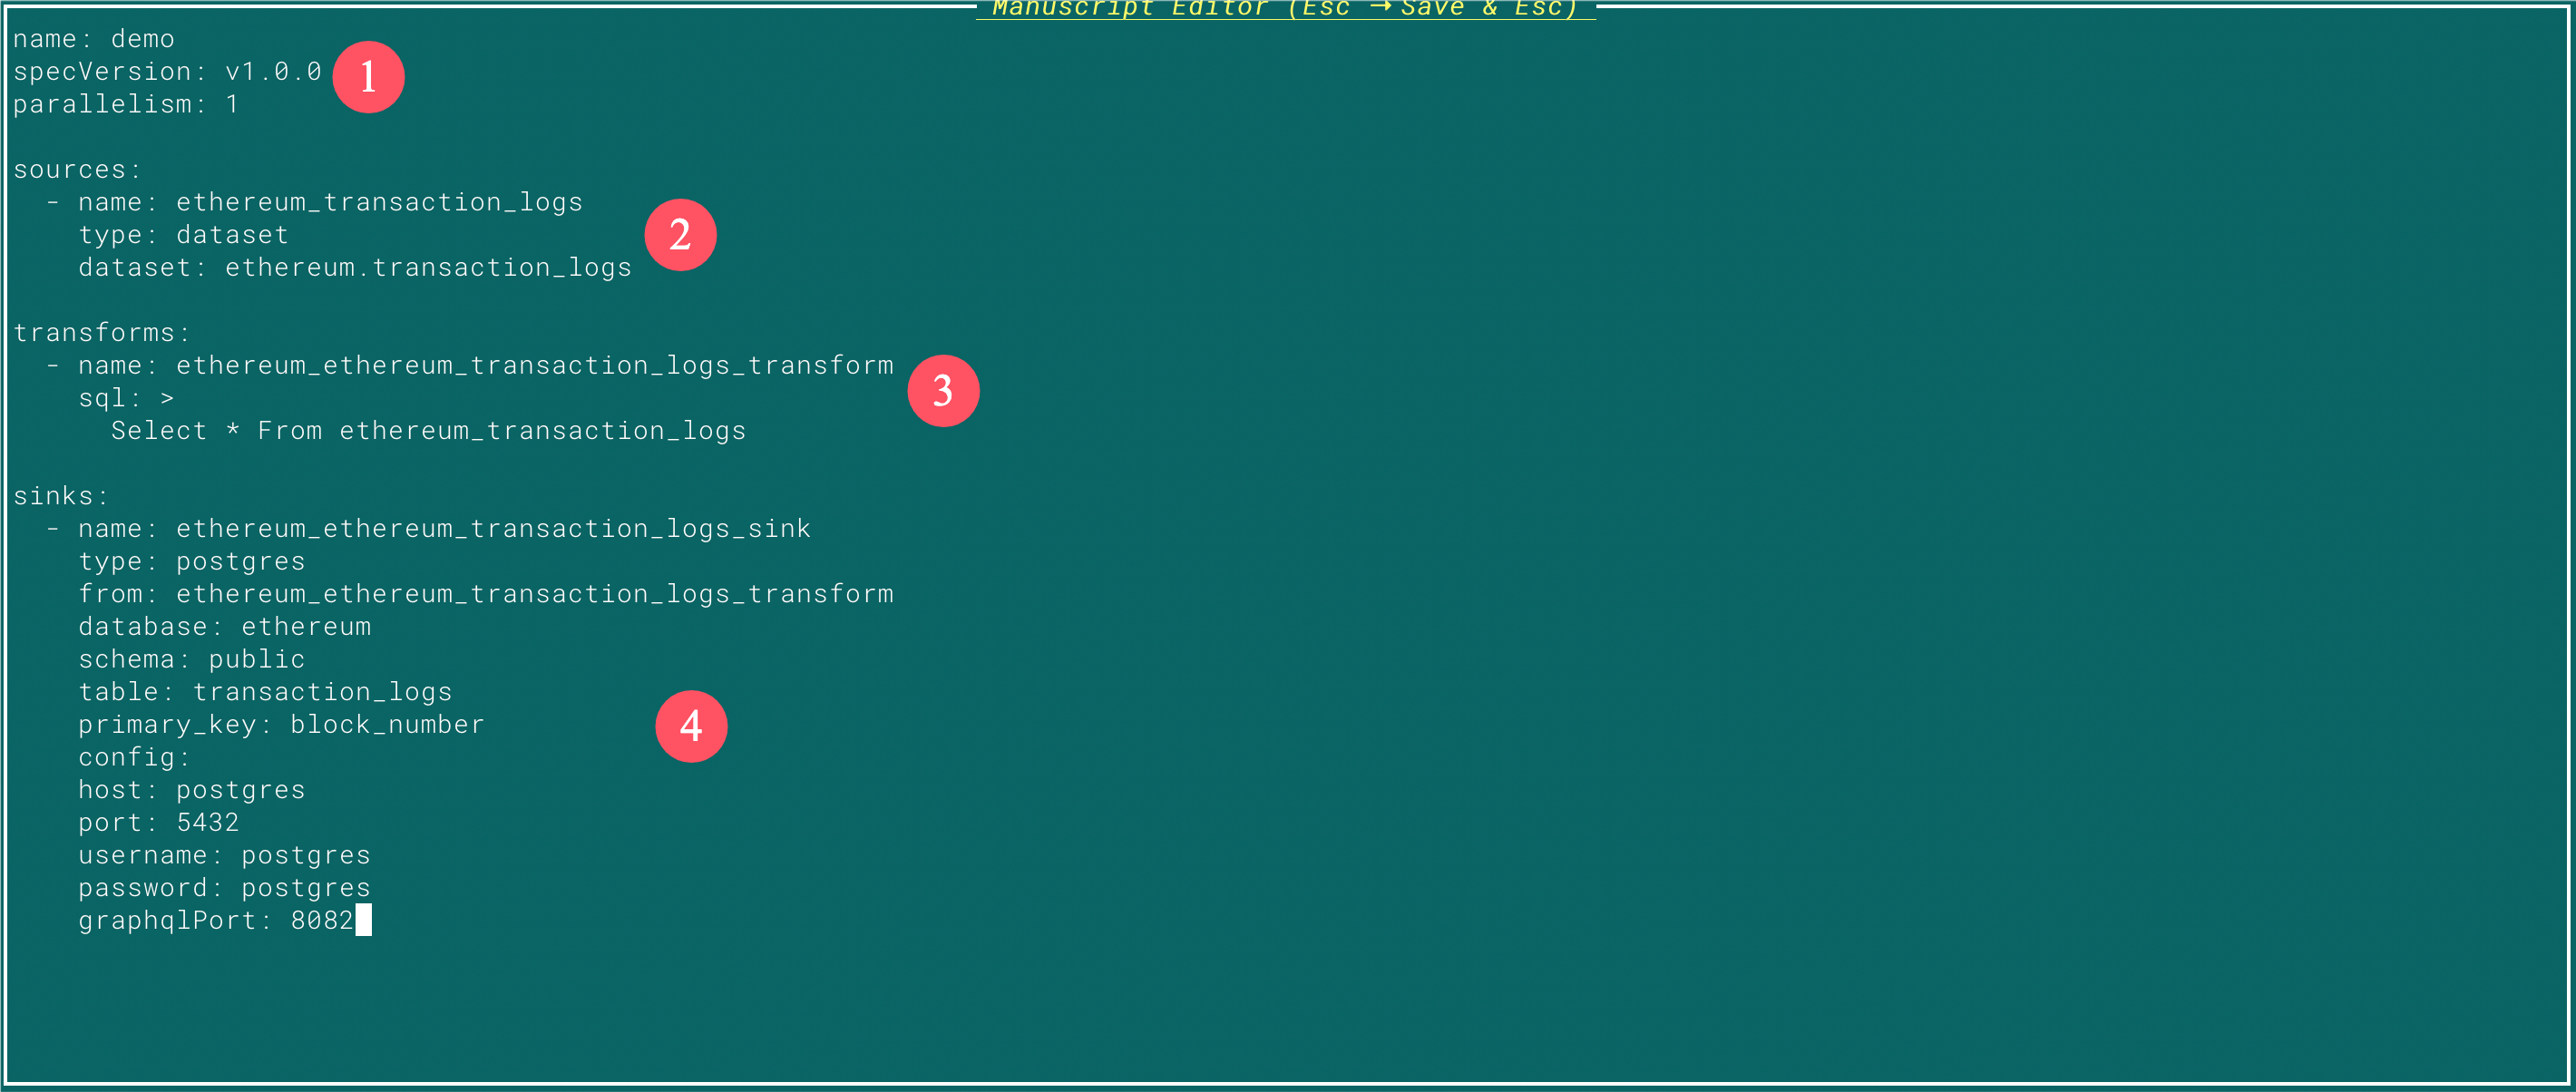 Manuscript Editor (Esc → Save & Esc)
name: demo
specVersion: v1.0.0
parallelism: 1
1
sources:
  - name: ethereum_transaction_logs
    type: dataset
    dataset: ethereum.transaction_logs
2
transforms:
  - name: ethereum_ethereum_transaction_logs_transform
    sql: >
      Select * From ethereum_transaction_logs
3
sinks:
  - name: ethereum_ethereum_transaction_logs_sink
    type: postgres
    from: ethereum_ethereum_transaction_logs_transform
    database: ethereum
    schema: public
    table: transaction_logs
    primary_key: block_number
4
    config:
    host: postgres
    port: 5432
    username: postgres
    password: postgres
    graphqlPort: 8082